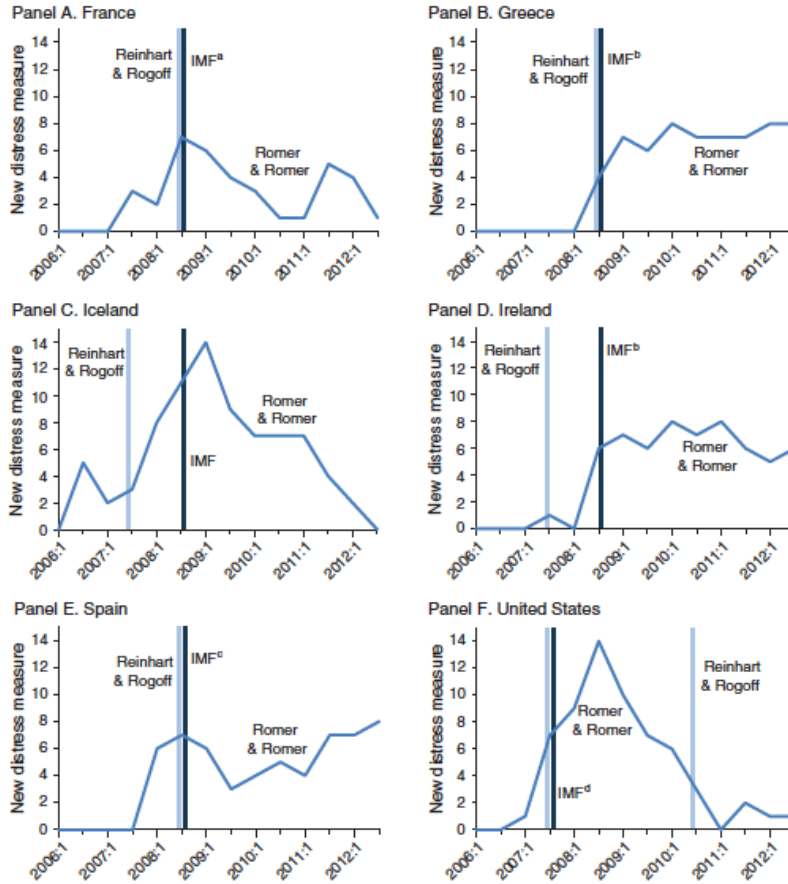 Panel A. France
New distress measure
14
12
10
8
6
4
2
0
Reinhart
& Rogoff
IMFᵃ
Romer
& Romer
2006:1
2007:1
2008:1
2009:1
2010:1
2011:1
2012:1
Panel B. Greece
New distress measure
14
12
10
8
6
4
2
0
Reinhart
& Rogoff
IMFᵇ
Romer
& Romer
2006:1
2007:1
2008:1
2009:1
2010:1
2011:1
2012:1
Panel C. Iceland
New distress measure
14
12
10
8
6
4
2
0
Reinhart
& Rogoff
Romer
& Romer
IMF
2006:1
2007:1
2008:1
2009:1
2010:1
2011:1
2012:1
Panel D. Ireland
New distress measure
14
12
10
8
6
4
2
0
Reinhart
& Rogoff
IMFᵇ
Romer
& Romer
2006:1
2007:1
2008:1
2009:1
2010:1
2011:1
2012:1
Panel E. Spain
New distress measure
14
12
10
8
6
4
2
0
Reinhart
& Rogoff
IMFᶜ
Romer
& Romer
2006:1
2007:1
2008:1
2009:1
2010:1
2011:1
2012:1
Panel F. United States
New distress measure
14
12
10
8
6
4
2
0
Reinhart
& Rogoff
Romer
& Romer
IMFᵈ
2006:1
2007:1
2008:1
2009:1
2010:1
2011:1
2012:1